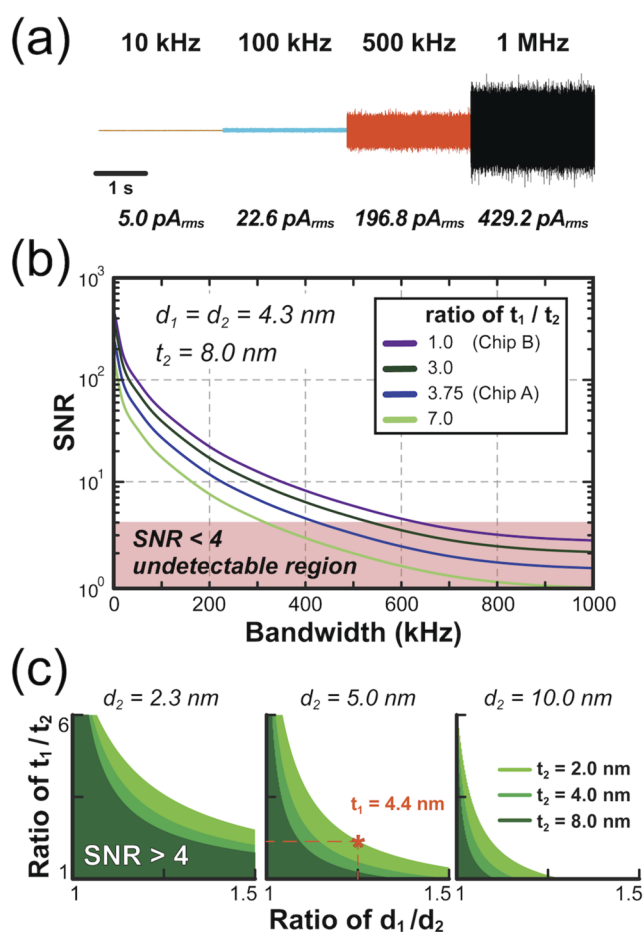 (a)
10 kHz 100 kHz 500 kHz 1 MHz
1 s
5.0 pArms 22.6 pArms 196.8 pArms 429.2 pArms
(b)
SNR
10³
10²
10¹
10⁰
d₁ = d₂ = 4.3 nm
t₂ = 8.0 nm
ratio of t₁ / t₂
1.0 (Chip B)
3.0
3.75 (Chip A)
7.0
SNR < 4
undetectable region
0 200 400 600 800 1000
Bandwidth (kHz)
(c)
d₂ = 2.3 nm d₂ = 5.0 nm d₂ = 10.0 nm
Ratio of t₁/t₂
6
1
SNR > 4
t₁ = 4.4 nm
*
t₂ = 2.0 nm
t₂ = 4.0 nm
t₂ = 8.0 nm
1 1.5 1 1.5 1 1.5
Ratio of d₁/d₂